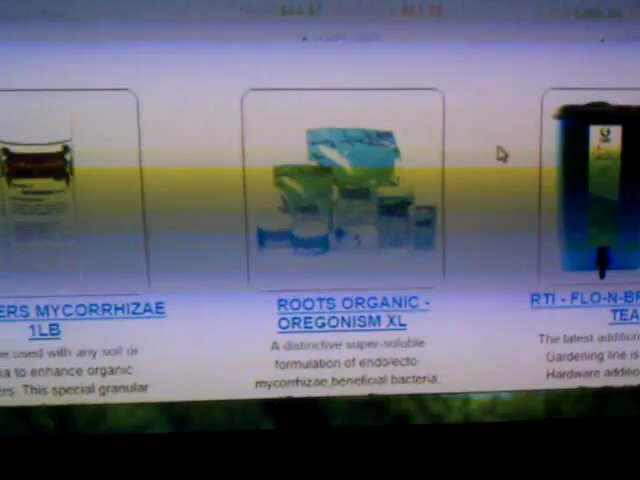 ERS MYCORRHIZAE
1LB
e used with any soil or
ia to enhance organic
ers. This special granular
ROOTS ORGANIC -
OREGONISM XL
A distinctive super-soluble
formulation of endo/ecto-
mycorrhizae beneficial bacteria,
RTI - FLO-N-BR
TEA
The latest addition
Gardening line is
Hardware additio